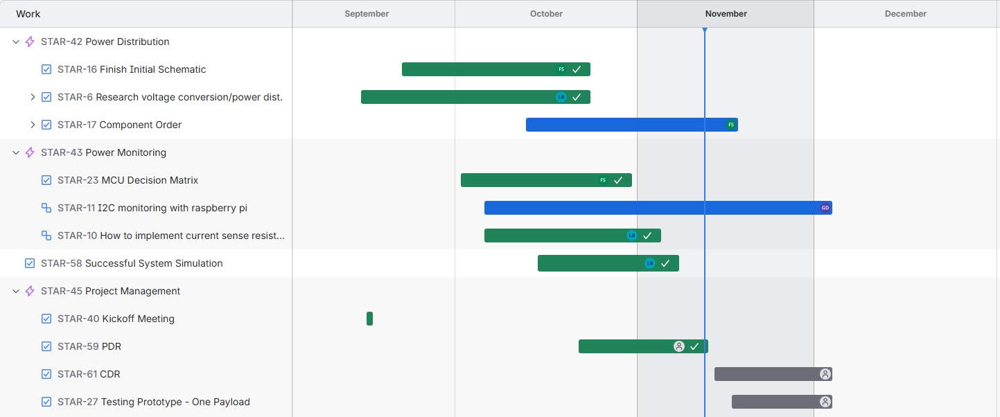 Work September October November December
STAR-42 Power Distribution
STAR-16 Finish Initial Schematic FS
STAR-6 Research voltage conversion/power dist. LB
STAR-17 Component Order FS
STAR-43 Power Monitoring
STAR-23 MCU Decision Matrix FS
STAR-11 I2C monitoring with raspberry pi GD
STAR-10 How to implement current sense resist... LB
STAR-58 Successful System Simulation LB
STAR-45 Project Management
STAR-40 Kickoff Meeting
STAR-59 PDR
STAR-61 CDR
STAR-27 Testing Prototype - One Payload